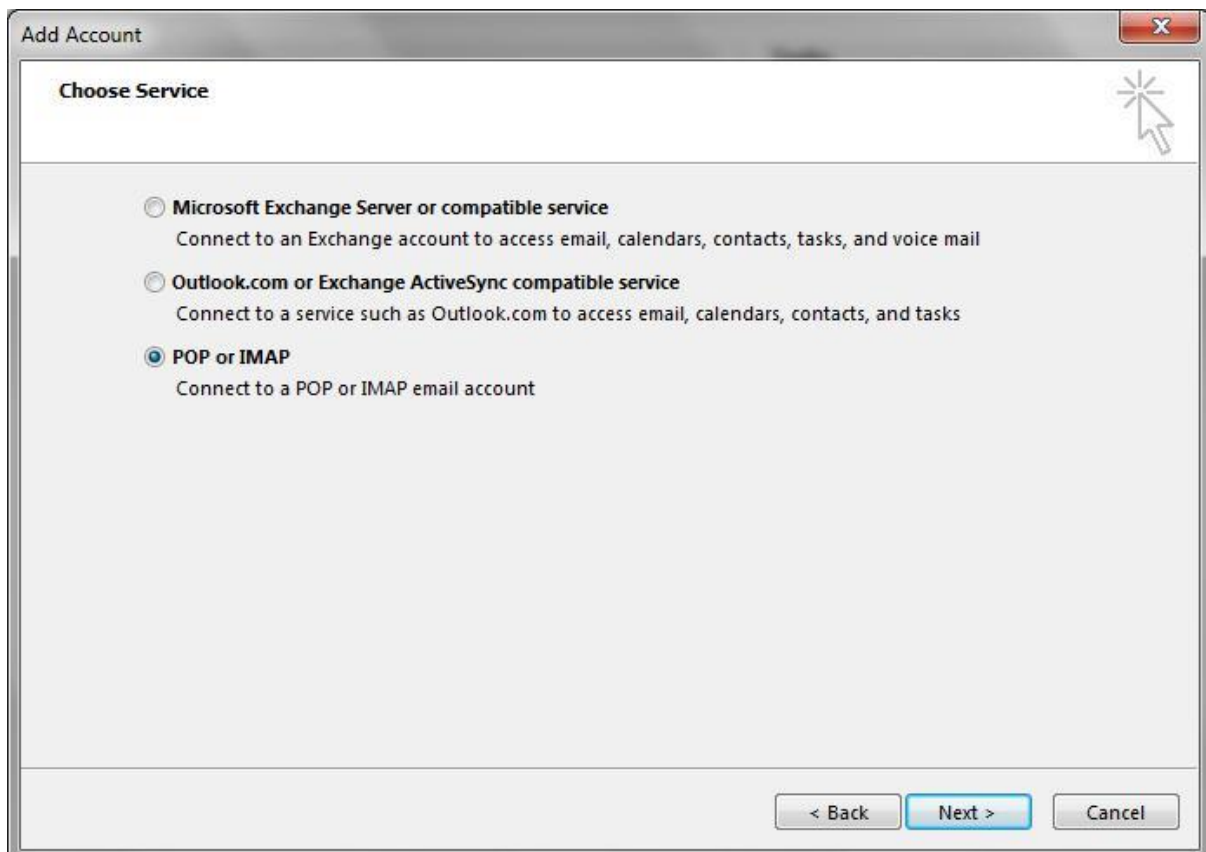 Add Account
Choose Service
Microsoft Exchange Server or compatible service
Connect to an Exchange account to access email, calendars, contacts, tasks, and voice mail
Outlook.com or Exchange ActiveSync compatible service
Connect to a service such as Outlook.com to access email, calendars, contacts, and tasks
POP or IMAP
Connect to a POP or IMAP email account
< Back Next > Cancel